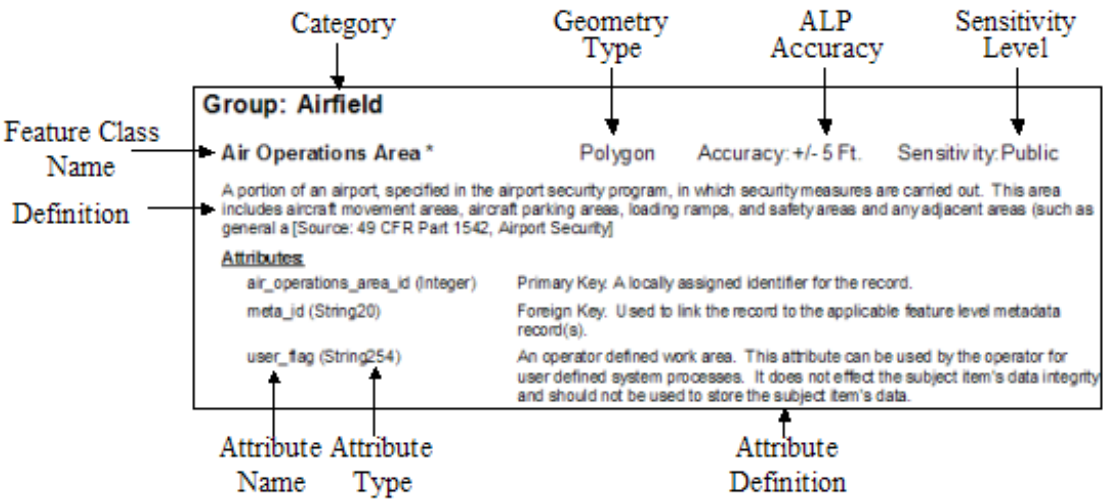 Category
Geometry
Type
ALP
Accuracy
Sensitivity
Level
Group: Airfield
Feature Class
Name
Air Operations Area * Polygon Accuracy: +/- 5 Ft. Sensitivity: Public
Definition
A portion of an airport, specified in the airport security program, in which security measures are carried out. This area
includes aircraft movement areas, aircraft parking areas, loading ramps, and safety areas and any adjacent areas (such as
general a [Source: 49 CFR Part 1542, Airport Security]
Attributes:
air_operations_area_id (Integer) Primary Key. A locally assigned identifier for the record.
meta_id (String20) Foreign Key. Used to link the record to the applicable feature level metadata
record(s).
user_flag (String254) An operator defined work area. This attribute can be used by the operator for
user defined system processes. It does not effect the subject item's data integrity
and should not be used to store the subject item's data.
Attribute
Name
Attribute
Type
Attribute
Definition